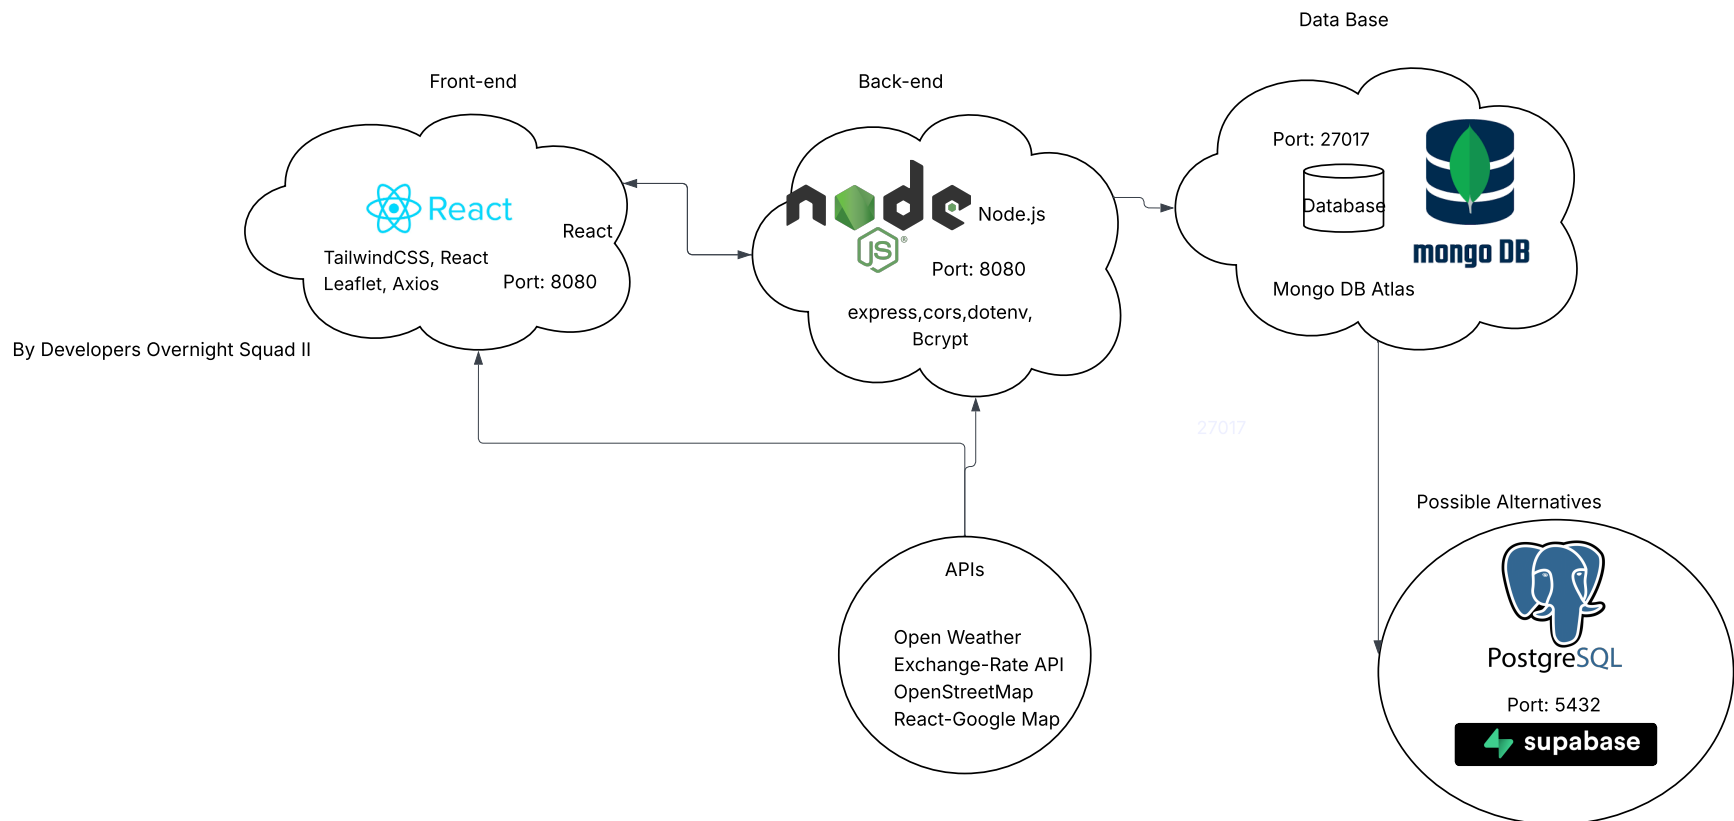 Data Base
Front-end
Back-end
React
React
TailwindCSS, React
Leaflet, Axios
Port: 8080
node
JS
®
Node.js
Port: 8080
express,cors,dotenv,
Bcrypt
Port: 27017
Database
mongo DB
Mongo DB Atlas
By Developers Overnight Squad II
27017
Possible Alternatives
APIs
Open Weather
Exchange-Rate API
OpenStreetMap
React-Google Map
PostgreSQL
Port: 5432
supabase